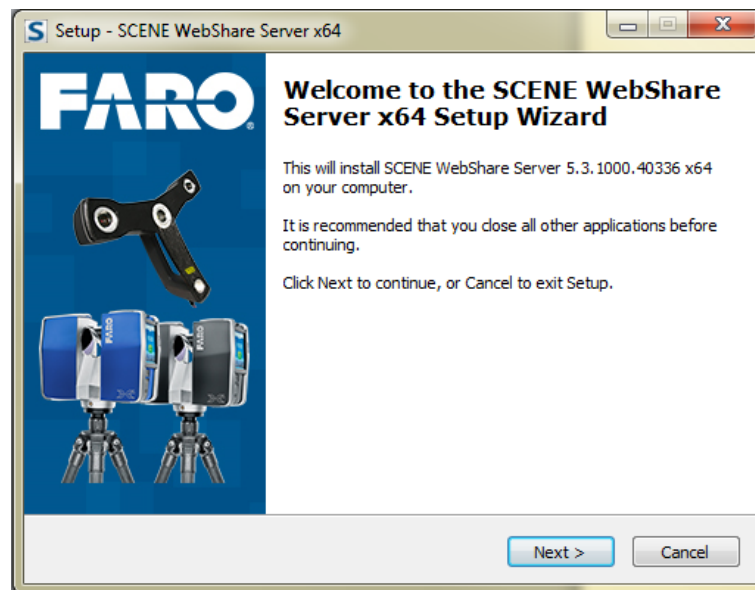 S Setup - SCENE WebShare Server x64
FARO®
Welcome to the SCENE WebShare
Server x64 Setup Wizard
This will install SCENE WebShare Server 5.3.1000.40336 x64
on your computer.
It is recommended that you close all other applications before
continuing.
Click Next to continue, or Cancel to exit Setup.
FARO
FARO
Next >
Cancel